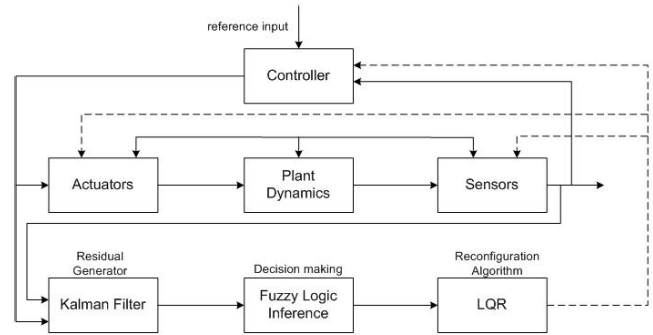 reference input
Controller
Actuators
Plant
Dynamics
Sensors
Residual
Generator
Decision making
Reconfiguration
Algorithm
Kalman Filter
Fuzzy Logic
Inference
LQR